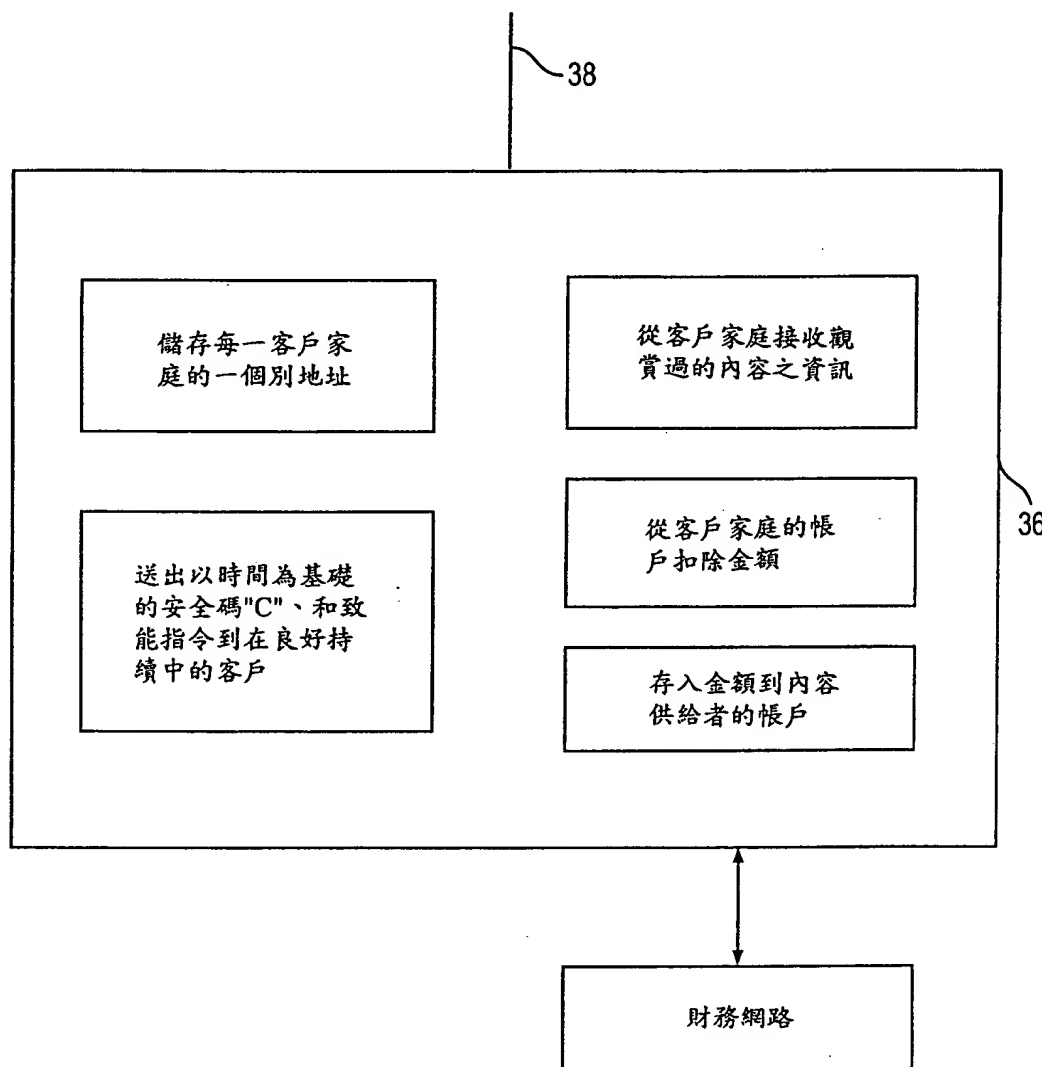 38
儲存每一客戶家
庭的一個別地址
從客戶家庭接收觀
賞過的內容之資訊
送出以時間為基礎
的安全碼"C"、和致
能指令到在良好持
續中的客戶
從客戶家庭的帳
戶扣除金額
36
存入金額到內容
供給者的帳戶
財務網路